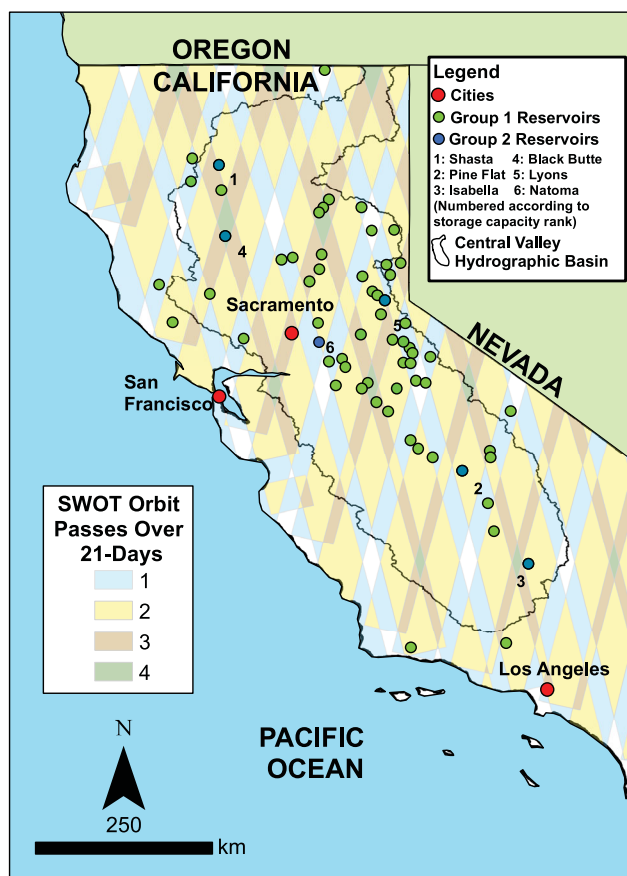 OREGON
CALIFORNIA
Legend
Cities
Group 1 Reservoirs
Group 2 Reservoirs
1: Shasta 4: Black Butte
2: Pine Flat 5: Lyons
3: Isabella 6: Natoma
(Numbered according to
storage capacity rank)
Central Valley
Hydrographic Basin
1
4
Sacramento
5
6
NEVADA
San
Francisco
2
3
SWOT Orbit
Passes Over
21-Days
1
2
3
4
Los Angeles
N
PACIFIC
OCEAN
250
km